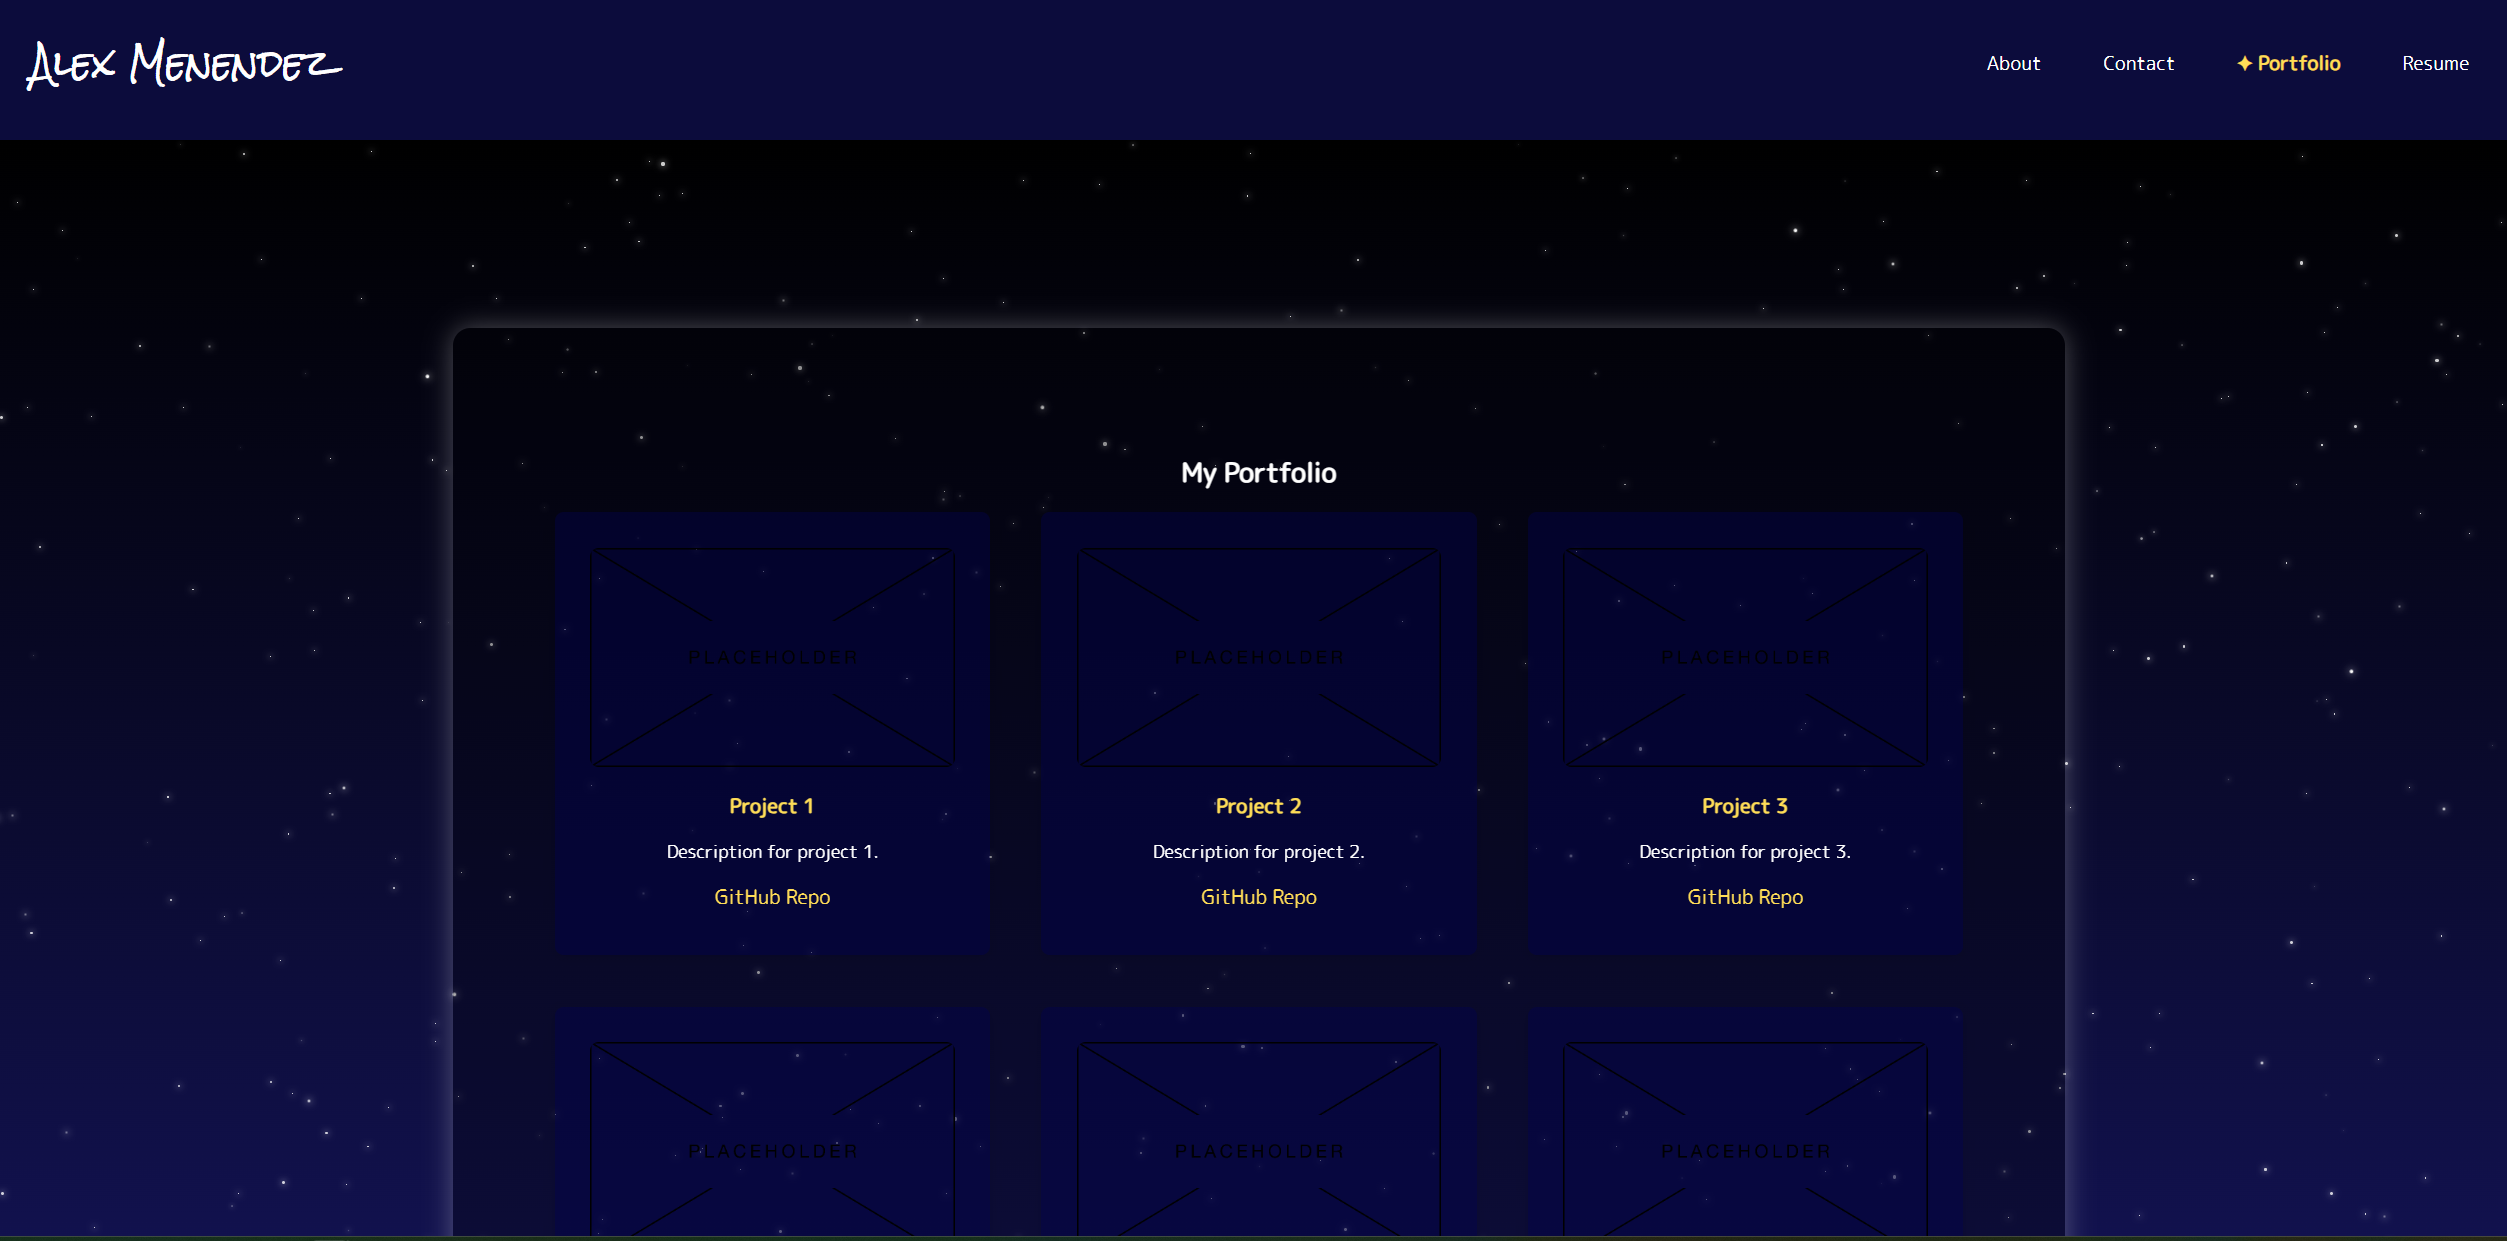 Alex Menendez
About Contact ✦ Portfolio Resume
My Portfolio
PLACEHOLDER PLACEHOLDER PLACEHOLDER
Project 1 Project 2 Project 3
Description for project 1. Description for project 2. Description for project 3.
GitHub Repo GitHub Repo GitHub Repo
PLACEHOLDER PLACEHOLDER PLACEHOLDER